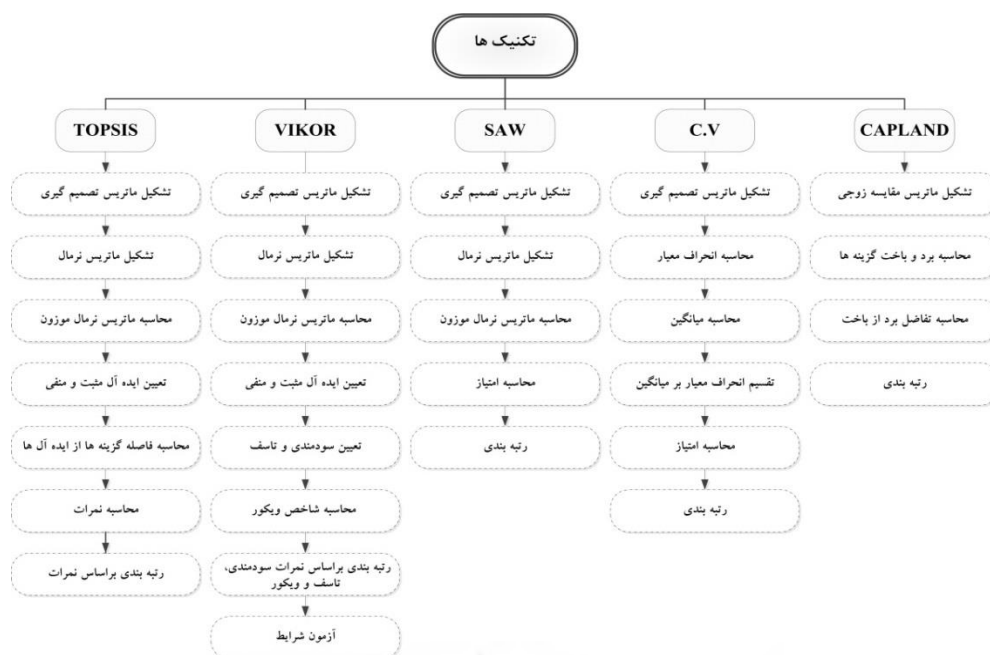 تکنیک ها
TOPSIS
تشکیل ماتریس تصمیم گیری
تشکیل ماتریس نرمال
محاسبه ماتریس نرمال موزون
تعیین ایده آل مثبت و منفی
محاسبه فاصله گزینه ها از ایده آل ها
محاسبه نمرات
رتبه بندی براساس نمرات
VIKOR
تشکیل ماتریس تصمیم گیری
تشکیل ماتریس نرمال
محاسبه ماتریس نرمال موزون
تعیین ایده آل مثبت و منفی
تعیین سودمندی و تاسف
محاسبه شاخص ویکور
رتبه بندی براساس نمرات سودمندی،
تاسف و ویکور
آزمون شرایط
SAW
تشکیل ماتریس تصمیم گیری
تشکیل ماتریس نرمال
محاسبه ماتریس نرمال موزون
محاسبه امتیاز
رتبه بندی
C.V
تشکیل ماتریس تصمیم گیری
محاسبه انحراف معیار
محاسبه میانگین
تقسیم انحراف معیار بر میانگین
محاسبه امتیاز
رتبه بندی
CAPLAND
تشکیل ماتریس مقایسه زوجی
محاسبه برد و باخت گزینه ها
محاسبه تفاضل برد از باخت
رتبه بندی